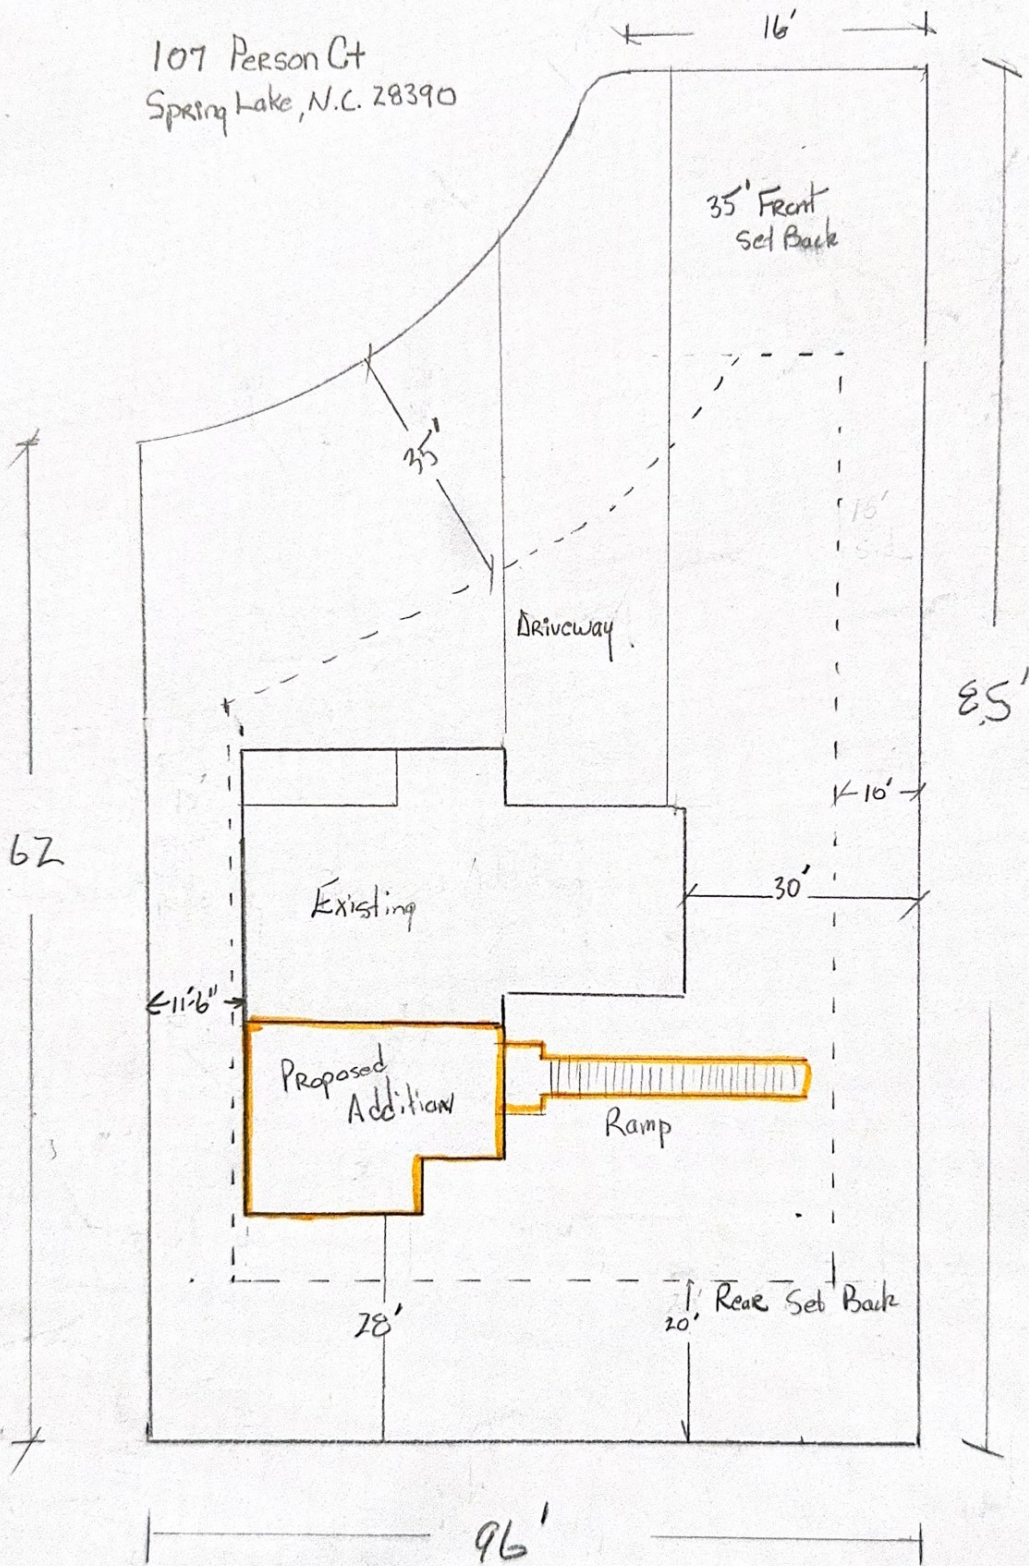 107 Person Ct
Spring Lake, N.C. 28390
16'
35' Front
Set Back
35'
15'
Driveway
85'
10'
62
30'
Existing
11'-6"
Proposed
Addition
Ramp
28'
20'
Rear Set Back
96'